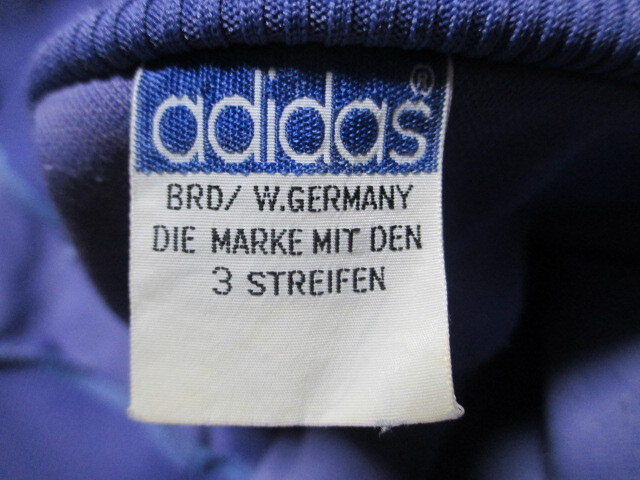 adidas®
BRD/ W.GERMANY
DIE MARKE MIT DEN
3 STREIFEN